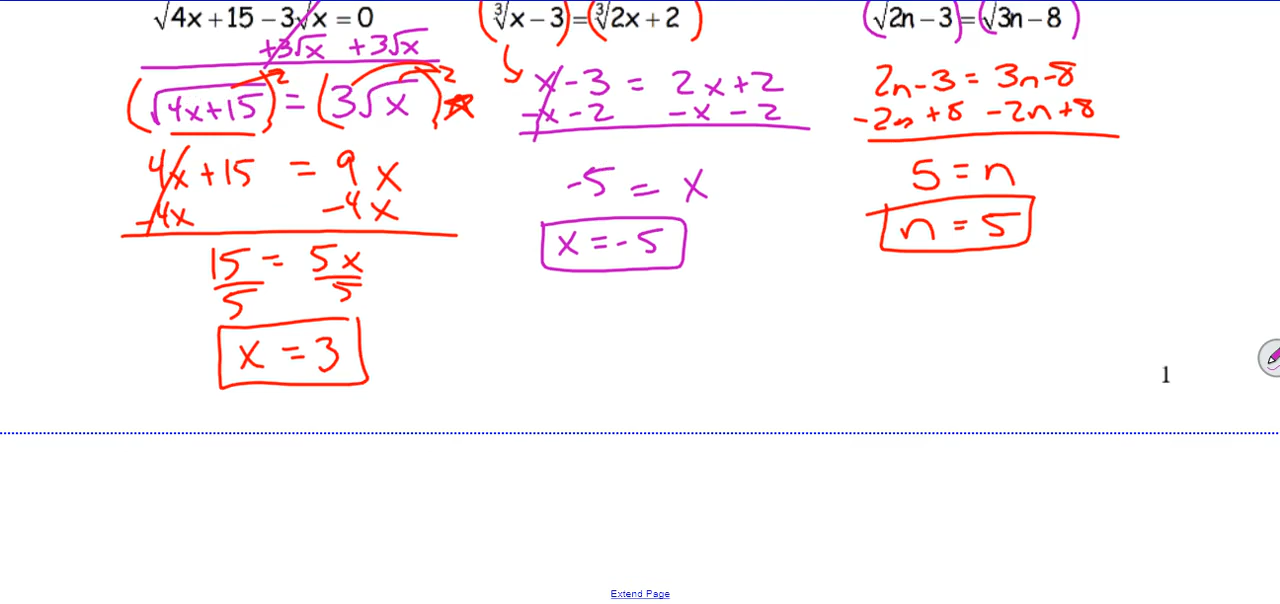 √4x + 15 − 3√x = 0
+3√x +3√x
(√4x+15)² = (3√x)²
4x + 15 = 9x
-4x -4x
15 = 5x
5 5
x = 3
(∛x − 3) = (∛2x + 2)
x - 3 = 2x + 2
-x - 2 -x - 2
-5 = x
x = -5
(√2n − 3) = (√3n − 8)
2n - 3 = 3n - 8
-2n + 8 -2n + 8
5 = n
n = 5
1
Extend Page